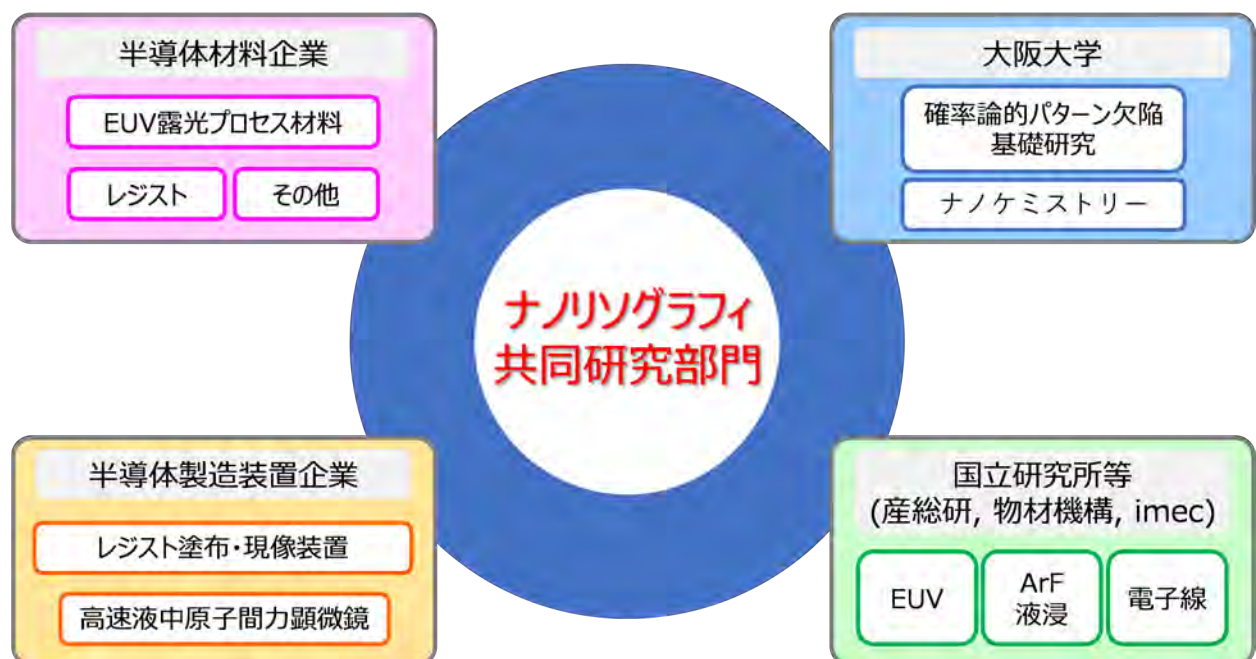 半導体材料企業
EUV露光プロセス材料
レジスト
その他
大阪大学
確率論的パターン欠陥
基礎研究
ナノケミストリー
ナノリソグラフィ
共同研究部門
半導体製造装置企業
レジスト塗布・現像装置
高速液中原子間力顕微鏡
国立研究所等
(産総研, 物材機構, imec)
EUV
ArF
液浸
電子線